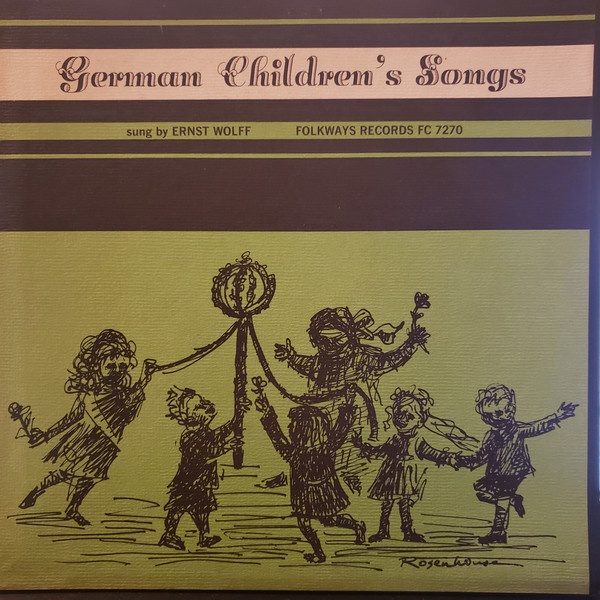 German Children's Songs
sung by ERNST WOLFF FOLKWAYS RECORDS FC 7270
Rosenhouse